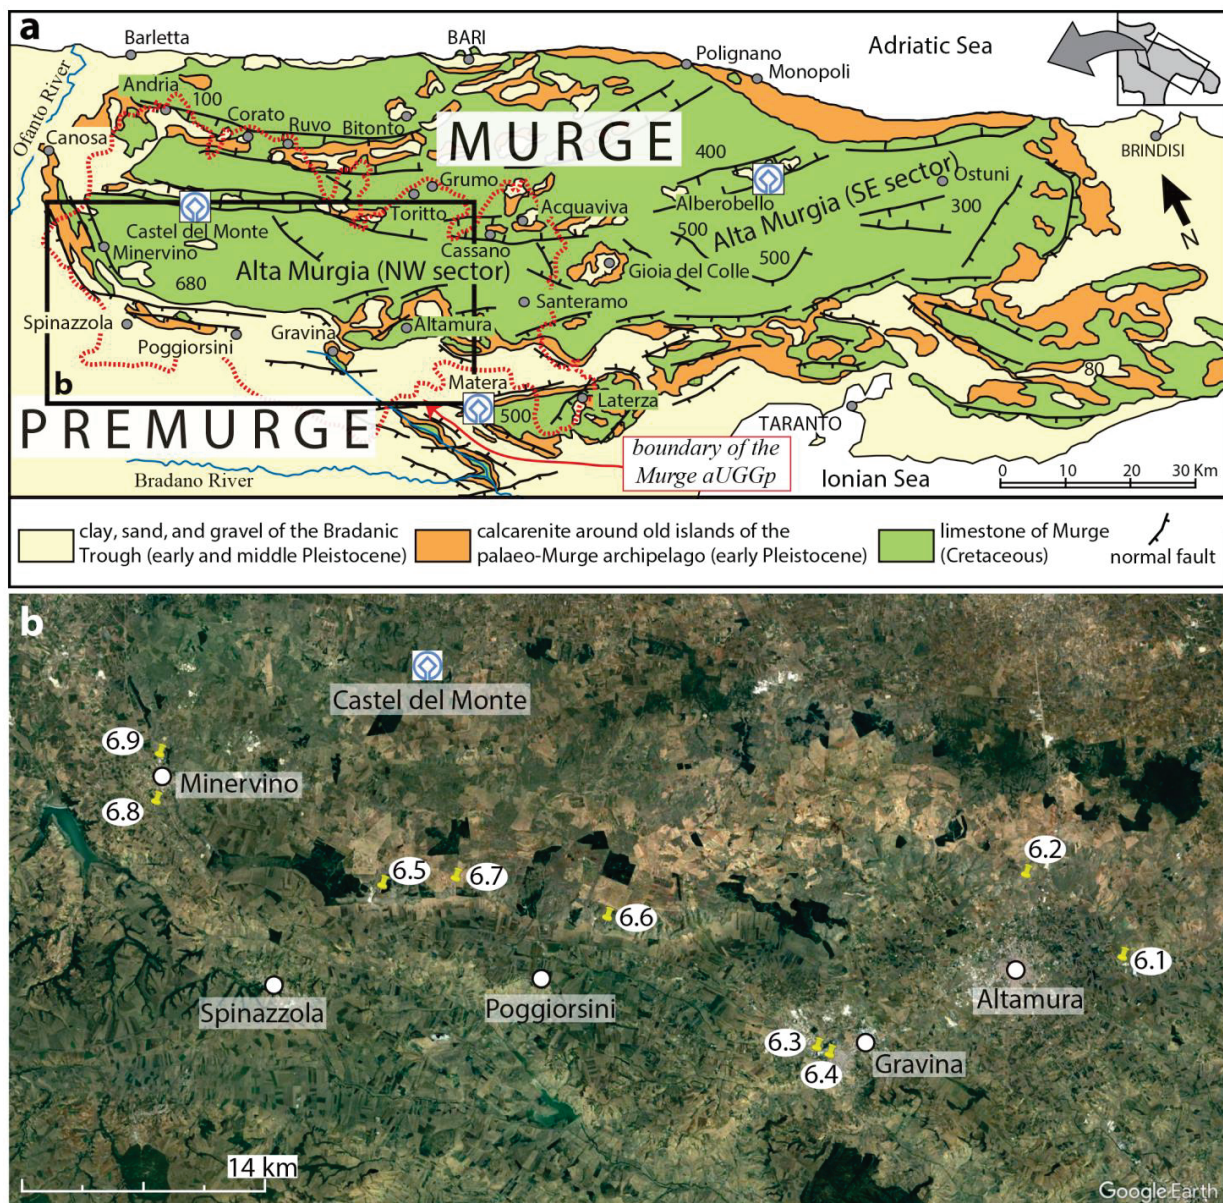 a
Barletta
BARI
Polignano
Monopoli
Adriatic Sea
Ofanto River
Andria
100
Canosa
Corato
Ruvo
Bitonto
MURGE
400
BRINDISI
Grumo
Toritto
Acquaviva
Alberobello
Alta Murgia (SE sector)
Ostuni
300
N
Castel del Monte
Minervino
Cassano
500
500
680
Alta Murgia (NW sector)
Gioia del Colle
Santeramo
Spinazzola
Poggiorsini
Gravina
Altamura
b
Matera
500
Laterza
80
PREMURGE
TARANTO
boundary of the
Murge aUGGp
Bradano River
Ionian Sea
0 10 20 30 Km
clay, sand, and gravel of the Bradanic
Trough (early and middle Pleistocene)
calcarenite around old islands of the
palaeo-Murge archipelago (early Pleistocene)
limestone of Murge
(Cretaceous)
normal fault
b
Castel del Monte
6.9
Minervino
6.8
6.5
6.7
6.6
6.2
6.1
Spinazzola
Poggiorsini
Altamura
6.3
6.4
Gravina
14 km
Google Earth